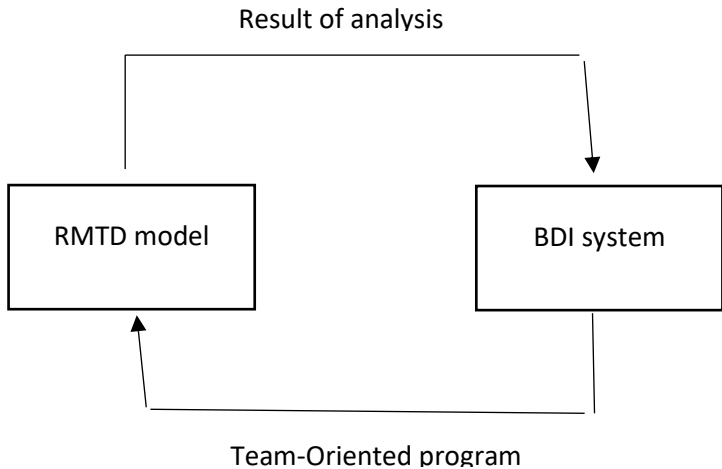 Result of analysis
RMTD model
BDI system
Team-Oriented program